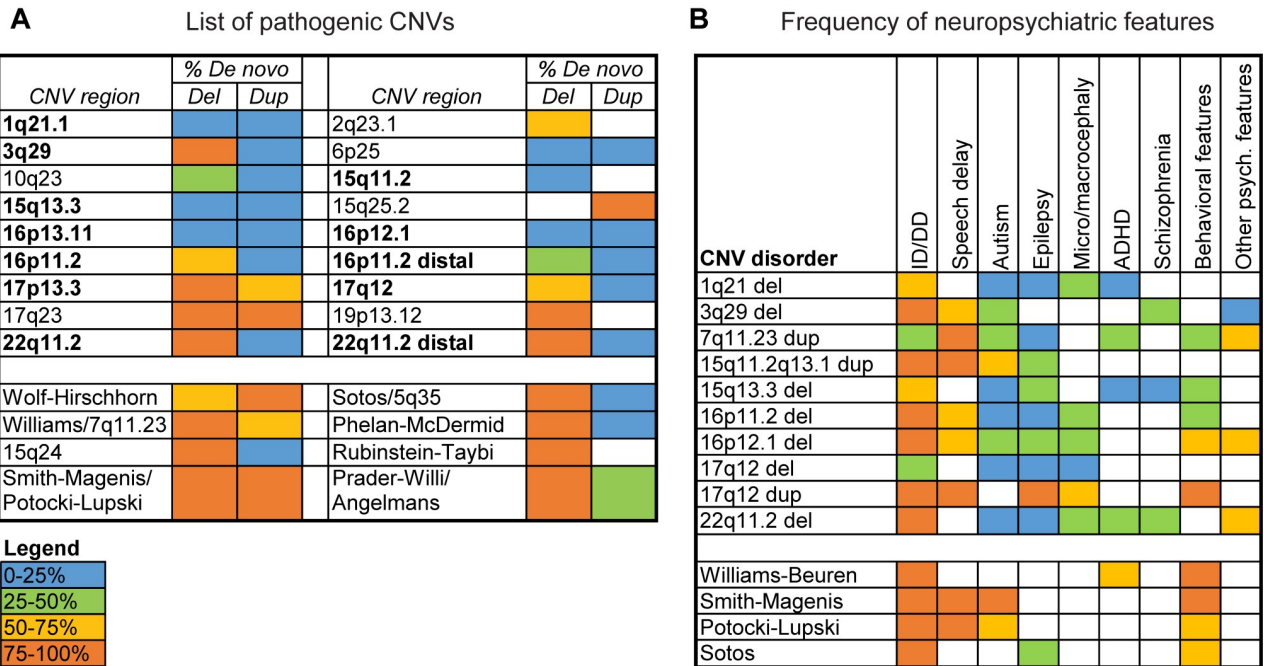 A List of pathogenic CNVs
CNV region % De novo CNV region % De novo
Del Dup Del Dup
1q21.1 2q23.1
3q29 6p25
10q23 15q11.2
15q13.3 15q25.2
16p13.11 16p12.1
16p11.2 16p11.2 distal
17p13.3 17q12
17q23 19p13.12
22q11.2 22q11.2 distal
Wolf-Hirschhorn Sotos/5q35
Williams/7q11.23 Phelan-McDermid
15q24 Rubinstein-Taybi
Smith-Magenis/ Prader-Willi/
Potocki-Lupski Angelmans
Legend
0-25%
25-50%
50-75%
75-100%
B Frequency of neuropsychiatric features
CNV disorder ID/DD Speech delay Autism Epilepsy Micro/macrocephaly ADHD Schizophrenia Behavioral features Other psych. features
1q21 del
3q29 del
7q11.23 dup
15q11.2q13.1 dup
15q13.3 del
16p11.2 del
16p12.1 del
17q12 del
17q12 dup
22q11.2 del
Williams-Beuren
Smith-Magenis
Potocki-Lupski
Sotos